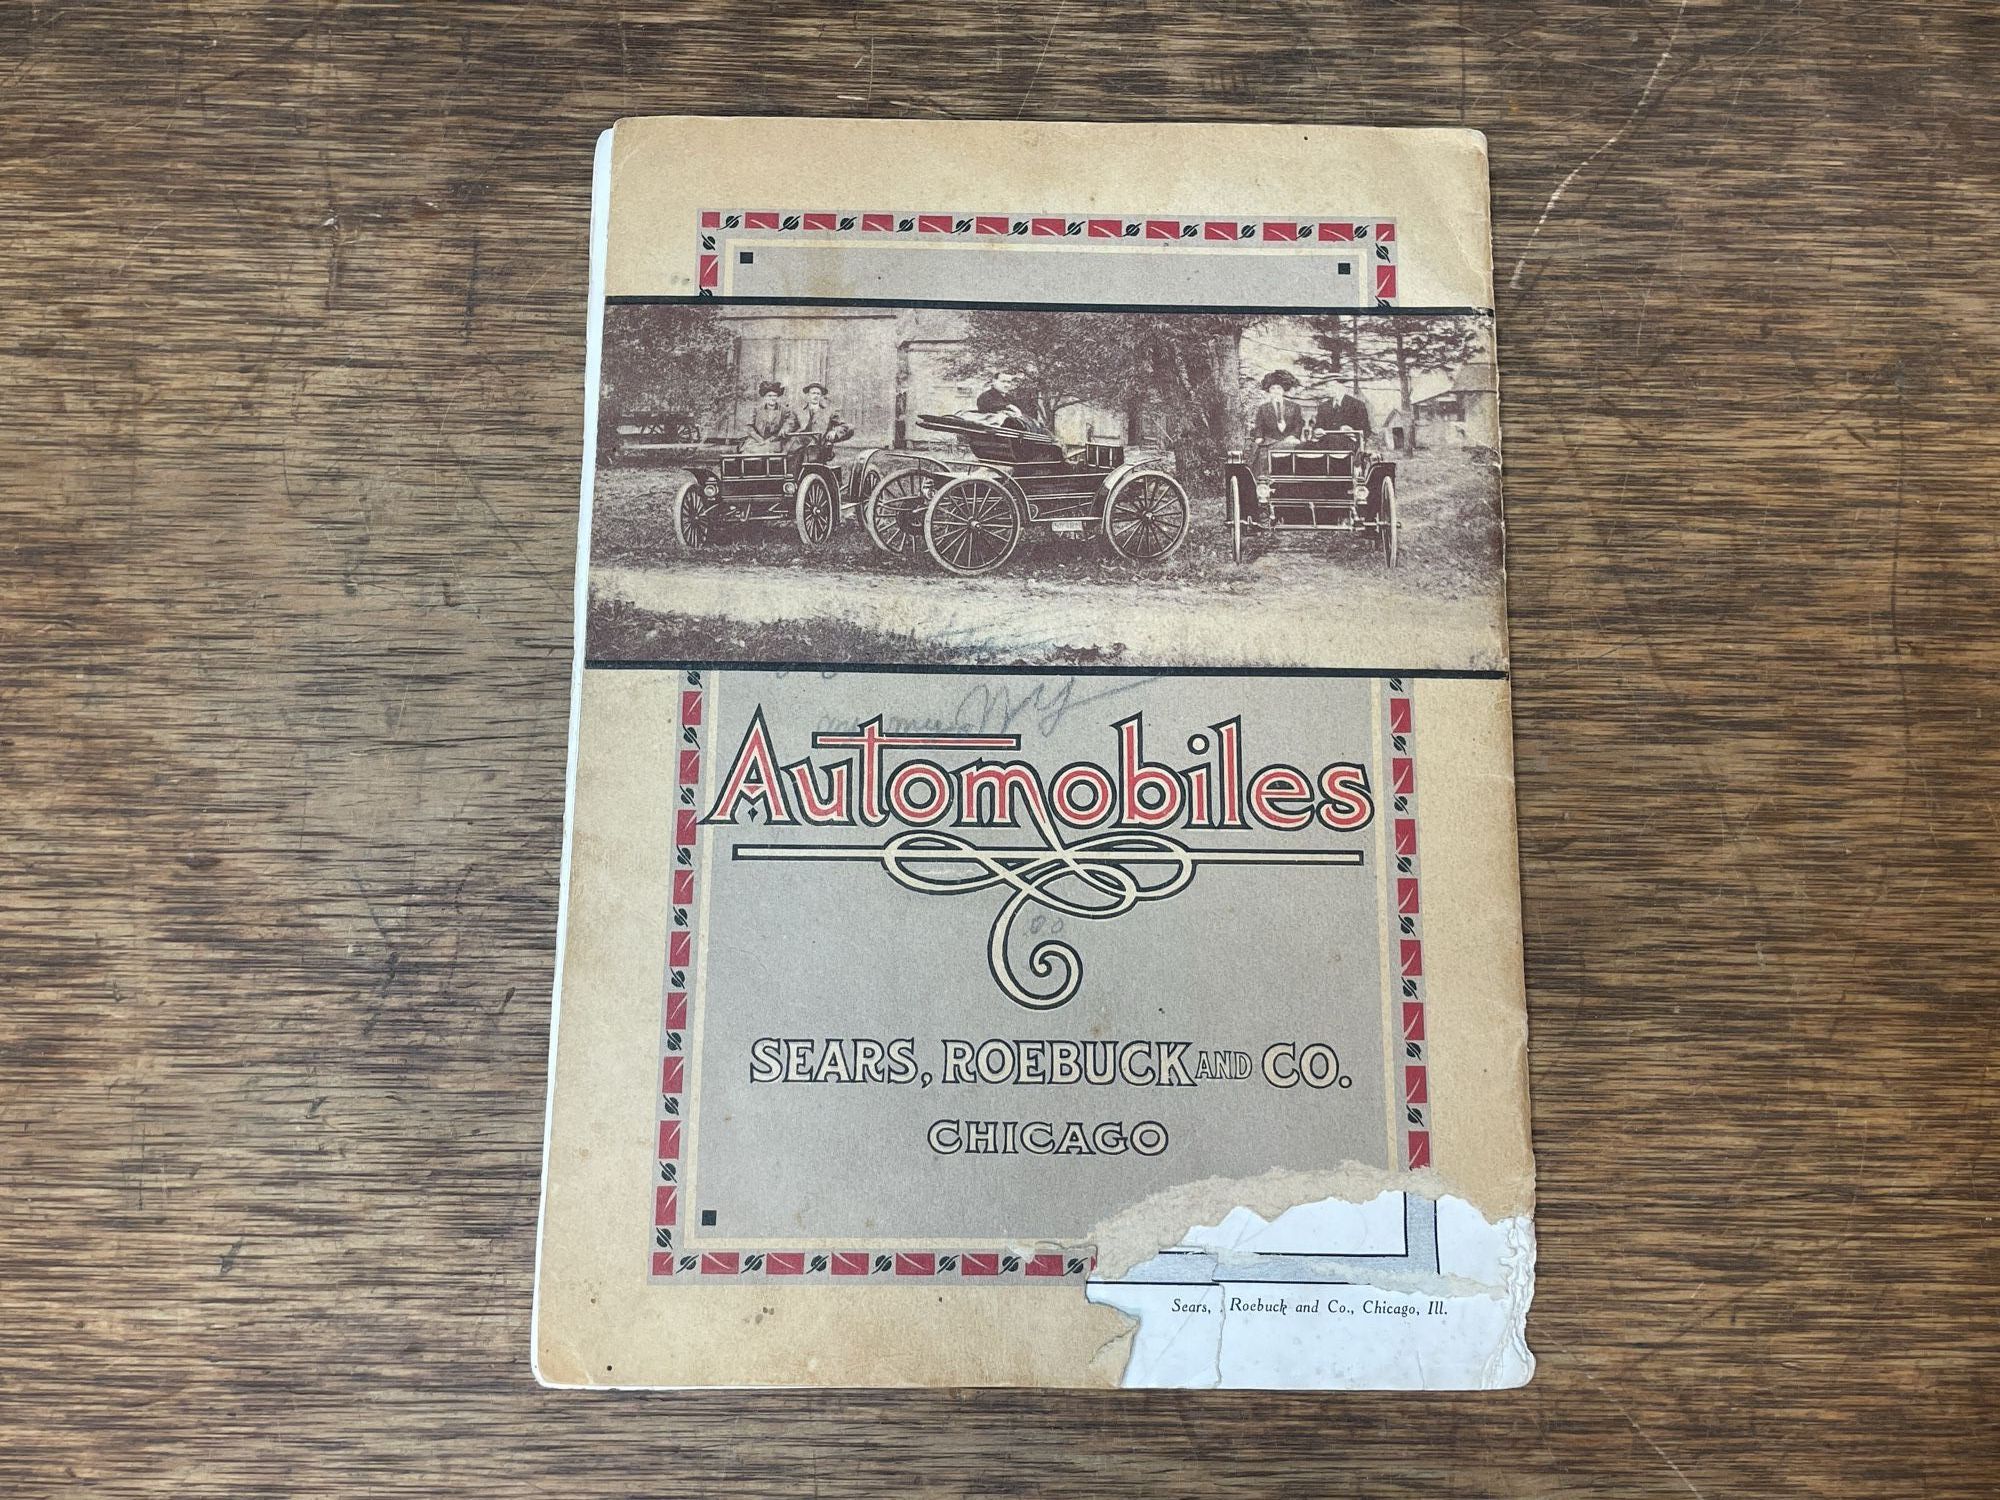 Automobiles
SEARS, ROEBUCK AND CO.
CHICAGO
Sears, Roebuck and Co., Chicago, Ill.